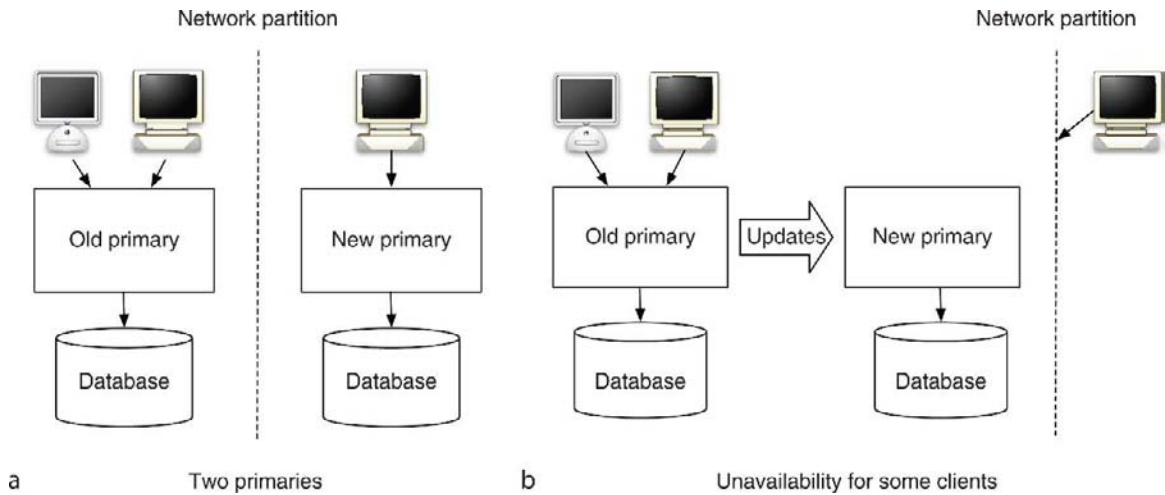 Network partition
Old primary
New primary
Database
Database
a
Two primaries
Network partition
Old primary
Updates
New primary
Database
Database
b
Unavailability for some clients